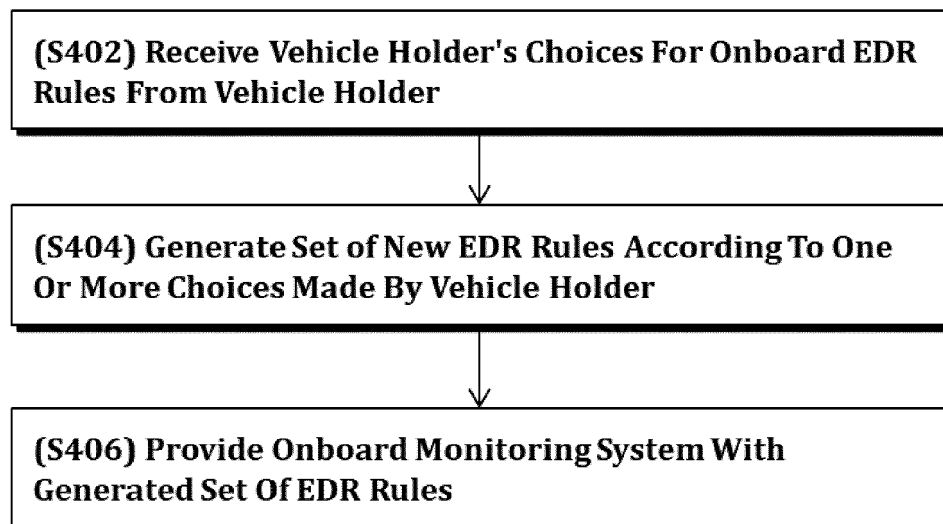 (S402) Receive Vehicle Holder's Choices For Onboard EDR
Rules From Vehicle Holder
(S404) Generate Set of New EDR Rules According To One
Or More Choices Made By Vehicle Holder
(S406) Provide Onboard Monitoring System With
Generated Set Of EDR Rules